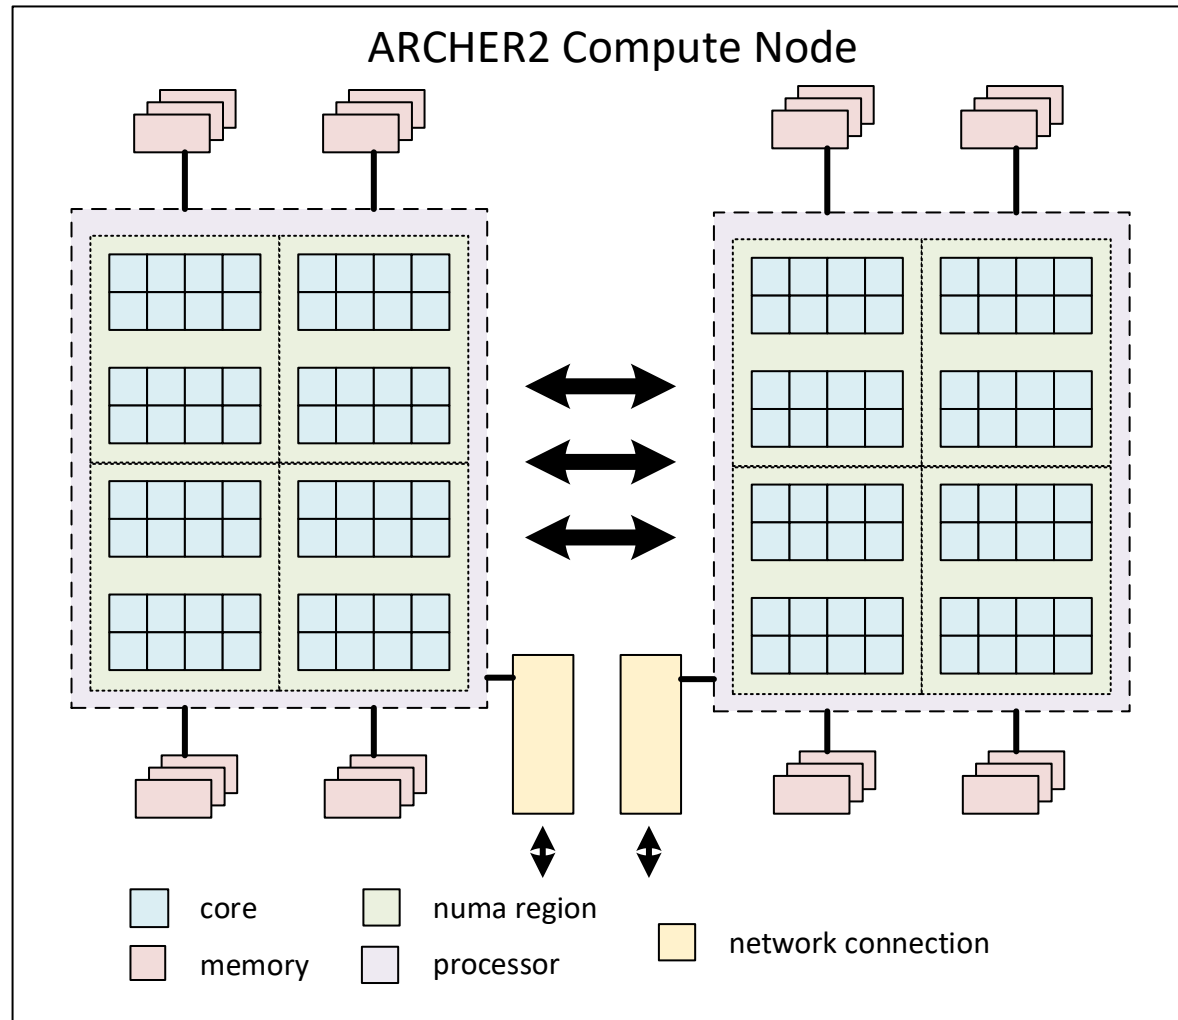 ARCHER2 Compute Node
core
numa region
network connection
memory
processor